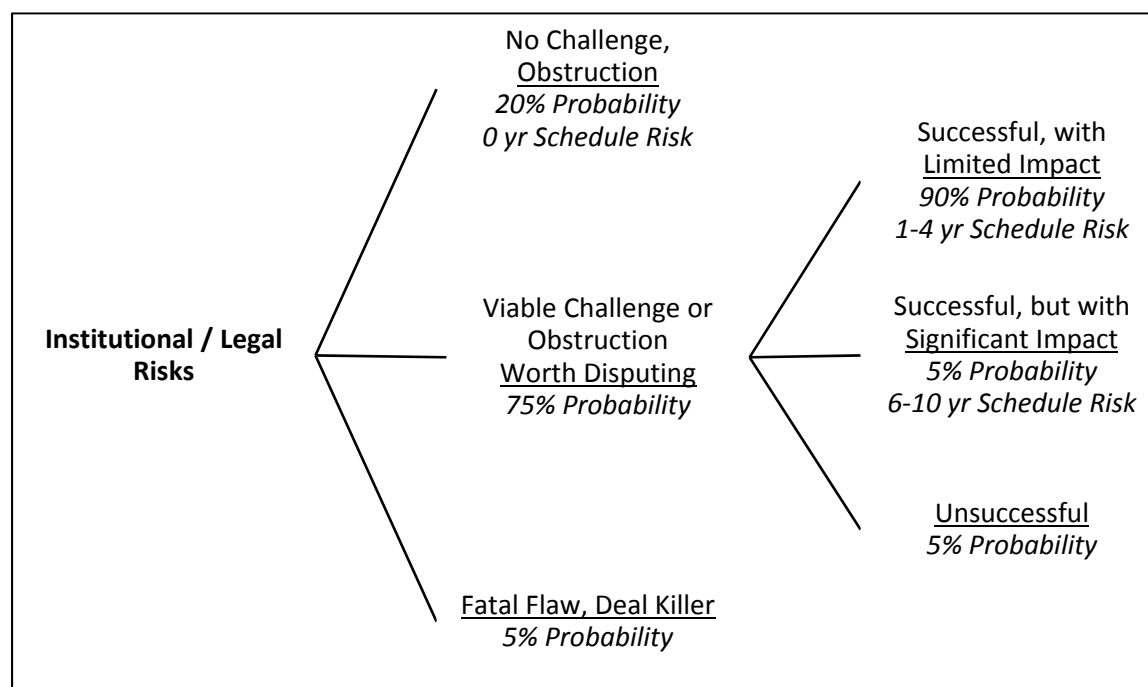 Institutional / Legal
Risks
No Challenge,
Obstruction
20% Probability
0 yr Schedule Risk
Viable Challenge or
Obstruction
Worth Disputing
75% Probability
Fatal Flaw, Deal Killer
5% Probability
Successful, with
Limited Impact
90% Probability
1-4 yr Schedule Risk
Successful, but with
Significant Impact
5% Probability
6-10 yr Schedule Risk
Unsuccessful
5% Probability